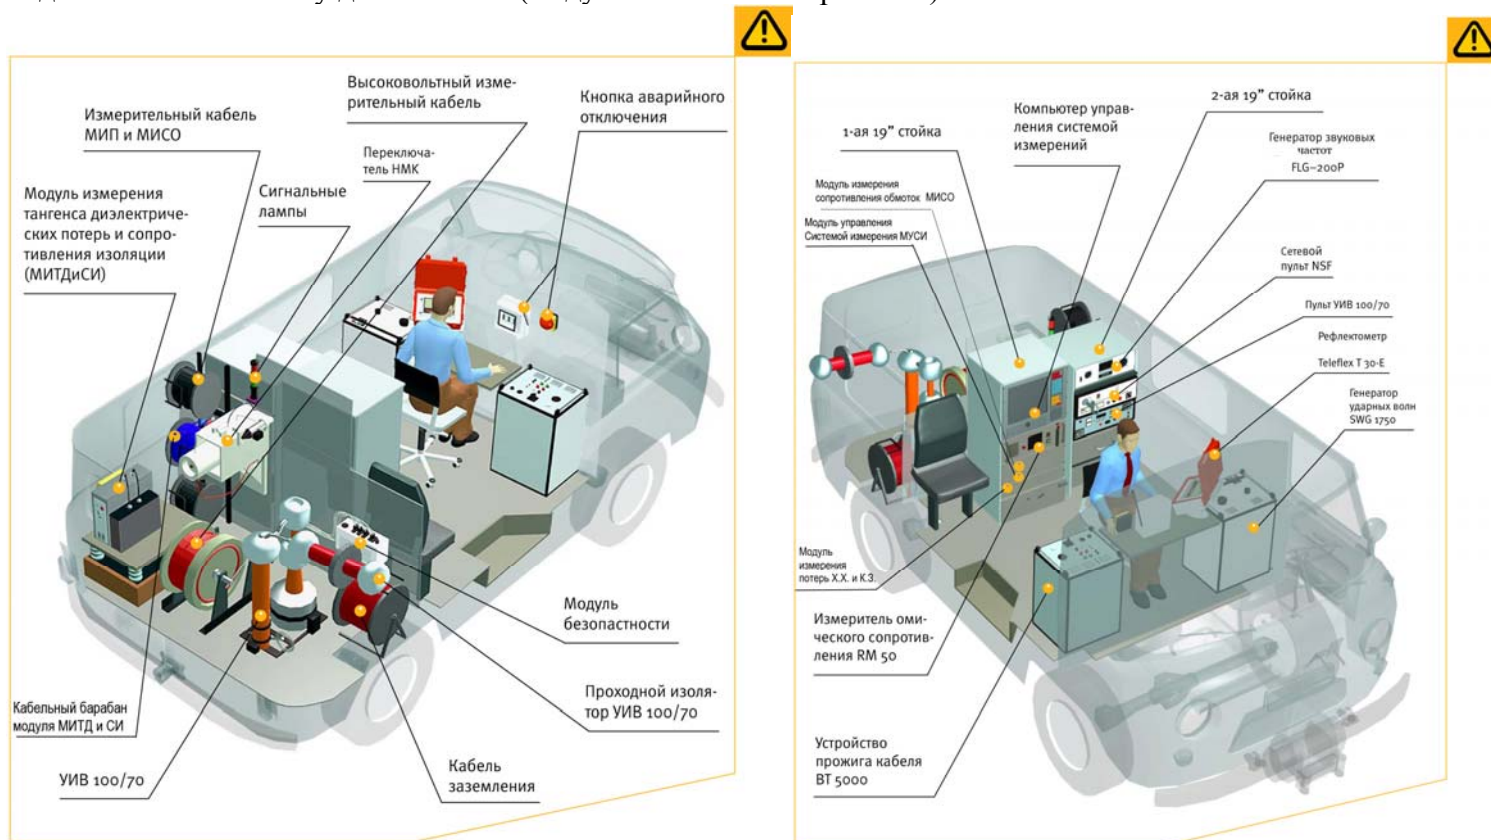 Высоковольтный изме-
рительный кабель
Кнопка аварийного
отключения
Измерительный кабель
МИП и МИСО
Переключа-
тель НМК
Модуль измерения
тангенса диэлектриче-
ских потерь и сопро-
тивления изоляции
(МИТДиСИ)
Сигнальные
лампы
Модуль
безопастности
Проходной изоля-
тор УИВ 100/70
Кабельный барабан
модуля МИТД и СИ
УИВ 100/70
Кабель
заземления
2-ая 19" стойка
Компьютер управ-
ления системой
измерений
1-ая 19" стойка
Генератор звуковых
частот
FLG–200P
Модуль измерения
сопротивления обмоток МИСО
Модуль управления
Системой измерения МУСИ
Сетевой
пульт NSF
Пульт УИВ 100/70
Рефлектометр
Teleflex T 30-E
Генератор
ударных волн
SWG 1750
Модуль
измерения
потерь Х.Х. и К.З.
Измеритель оми-
ческого сопротив-
ления RM 50
Устройство
прожига кабеля
BT 5000